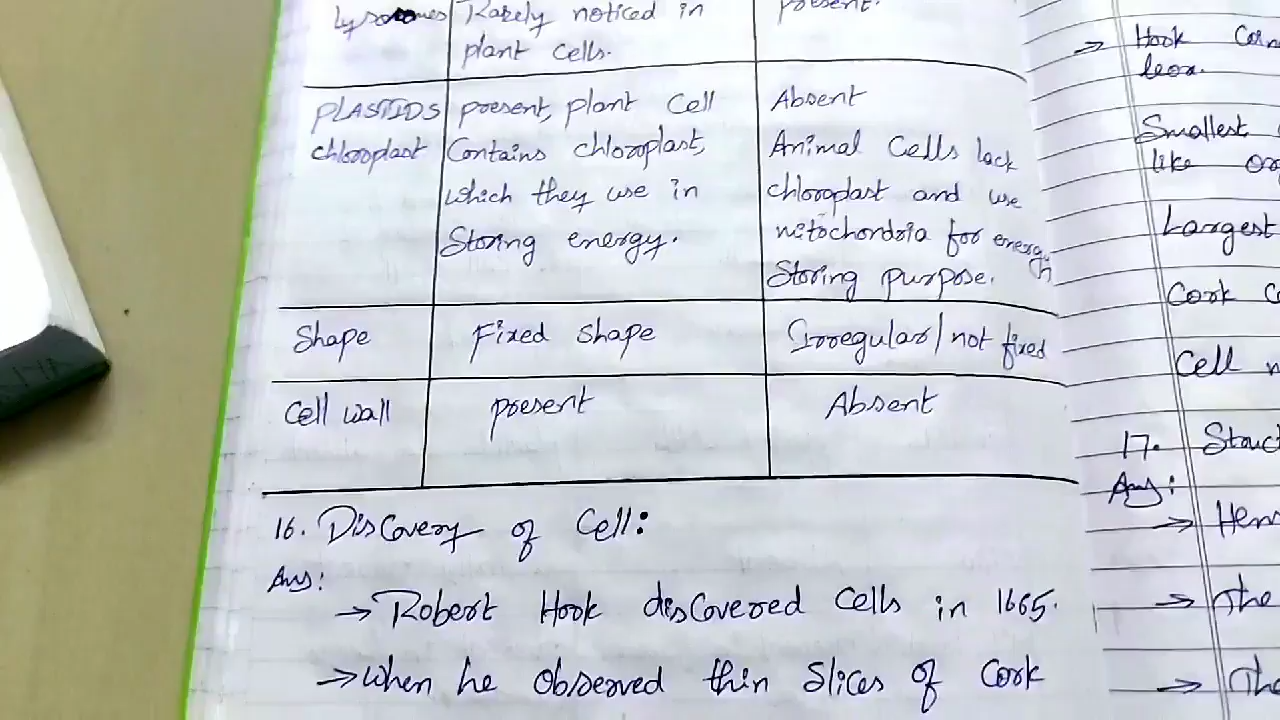 Lysosomes Rarely noticed in present.
plant cells.
PLASTIDS present, plant cell Absent
chloroplast Contains chloroplast, Animal Cells lack
which they use in chloroplast and use
Storing energy. mitochondria for energy
Storing purpose.
Shape Fixed shape Irregular/not fixed
Cell wall present Absent
16. Discovery of Cell:
Ans:
→ Robert Hook discovered cells in 1665.
→ When he observed thin slices of cork
→ Hook
Smallest
like
Largest
Cork
Cell
17.
Ans:
→
→ The
→ The